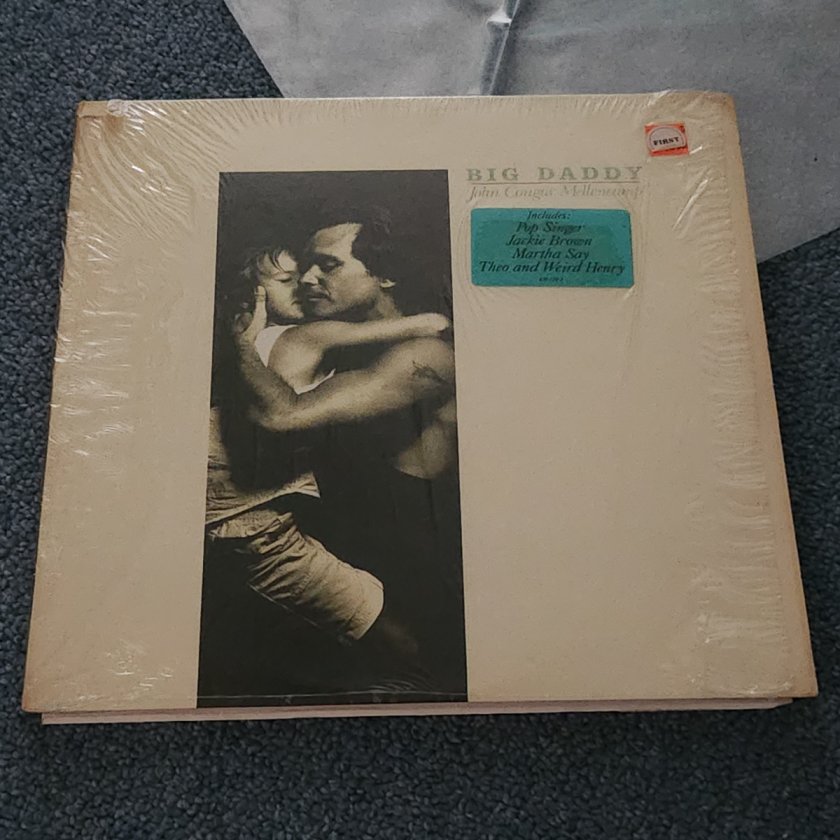 FIRST
BIG DADDY
John Cougar Mellencamp
Includes:
Pop Singer
Jackie Brown
Martha Say
Theo and Weird Henry